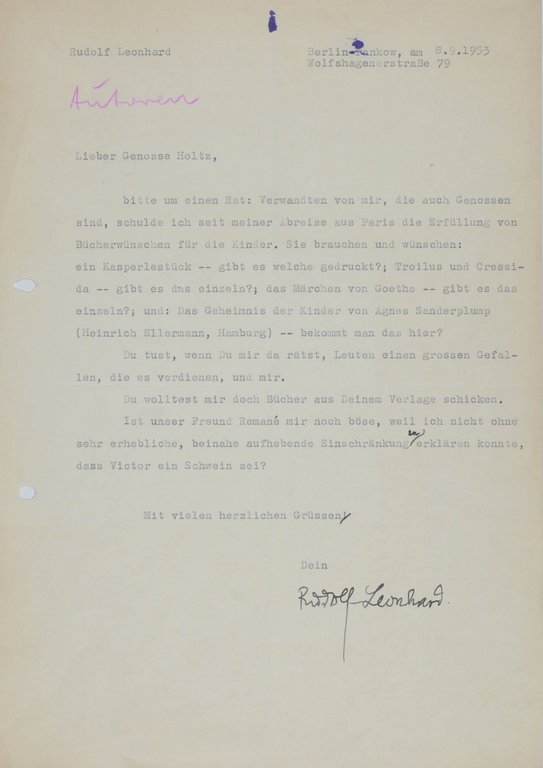 Rudolf Leonhard
Berlin-Pankow, am 8.9.1953
Wolfshagenerstraße 79
Autoren
Lieber Genosse Holtz,
bitte um einen Rat: Verwandten von mir, die auch Genossen
sind, schulde ich seit meiner Abreise aus Paris die Erfüllung von
Bücherwünschen für die Kinder. Sie brauchen und wünschen:
ein Kasperlestück -- gibt es welche gedruckt?; Troilus und Cressi-
da -- gibt es das einzeln?; das Märchen von Goethe -- gibt es das
einzeln?; und: Das Geheimnis der Kinder von Agnes Sanderplump
(Heinrich Ellermann, Hamburg) -- bekommt man das hier?
Du tust, wenn Du mir da rätst, Leuten einen grossen Gefal-
len, die es verdienen, und mir.
Du wolltest mir doch Bücher aus Deinem Verlage schicken.
Ist unser Freund Remané mir noch böse, weil ich nicht ohne
sehr erhebliche, beinahe aufhebende Einschränkungen erklären konnte,
dass Victor ein Schwein sei?
Mit vielen herzlichen Grüssen
Dein
Rudolf Leonhard.